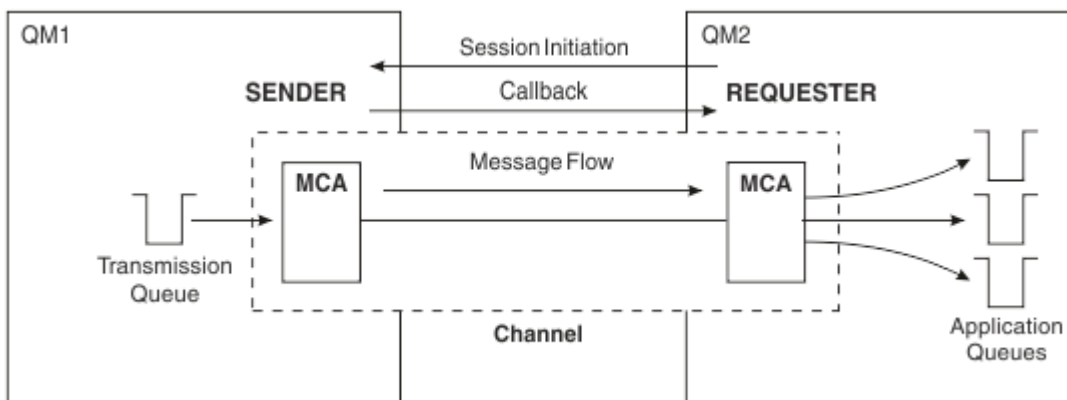 QM1
QM2
Session Initiation
SENDER
Callback
REQUESTER
Message Flow
MCA
MCA
Transmission
Queue
Channel
Application
Queues